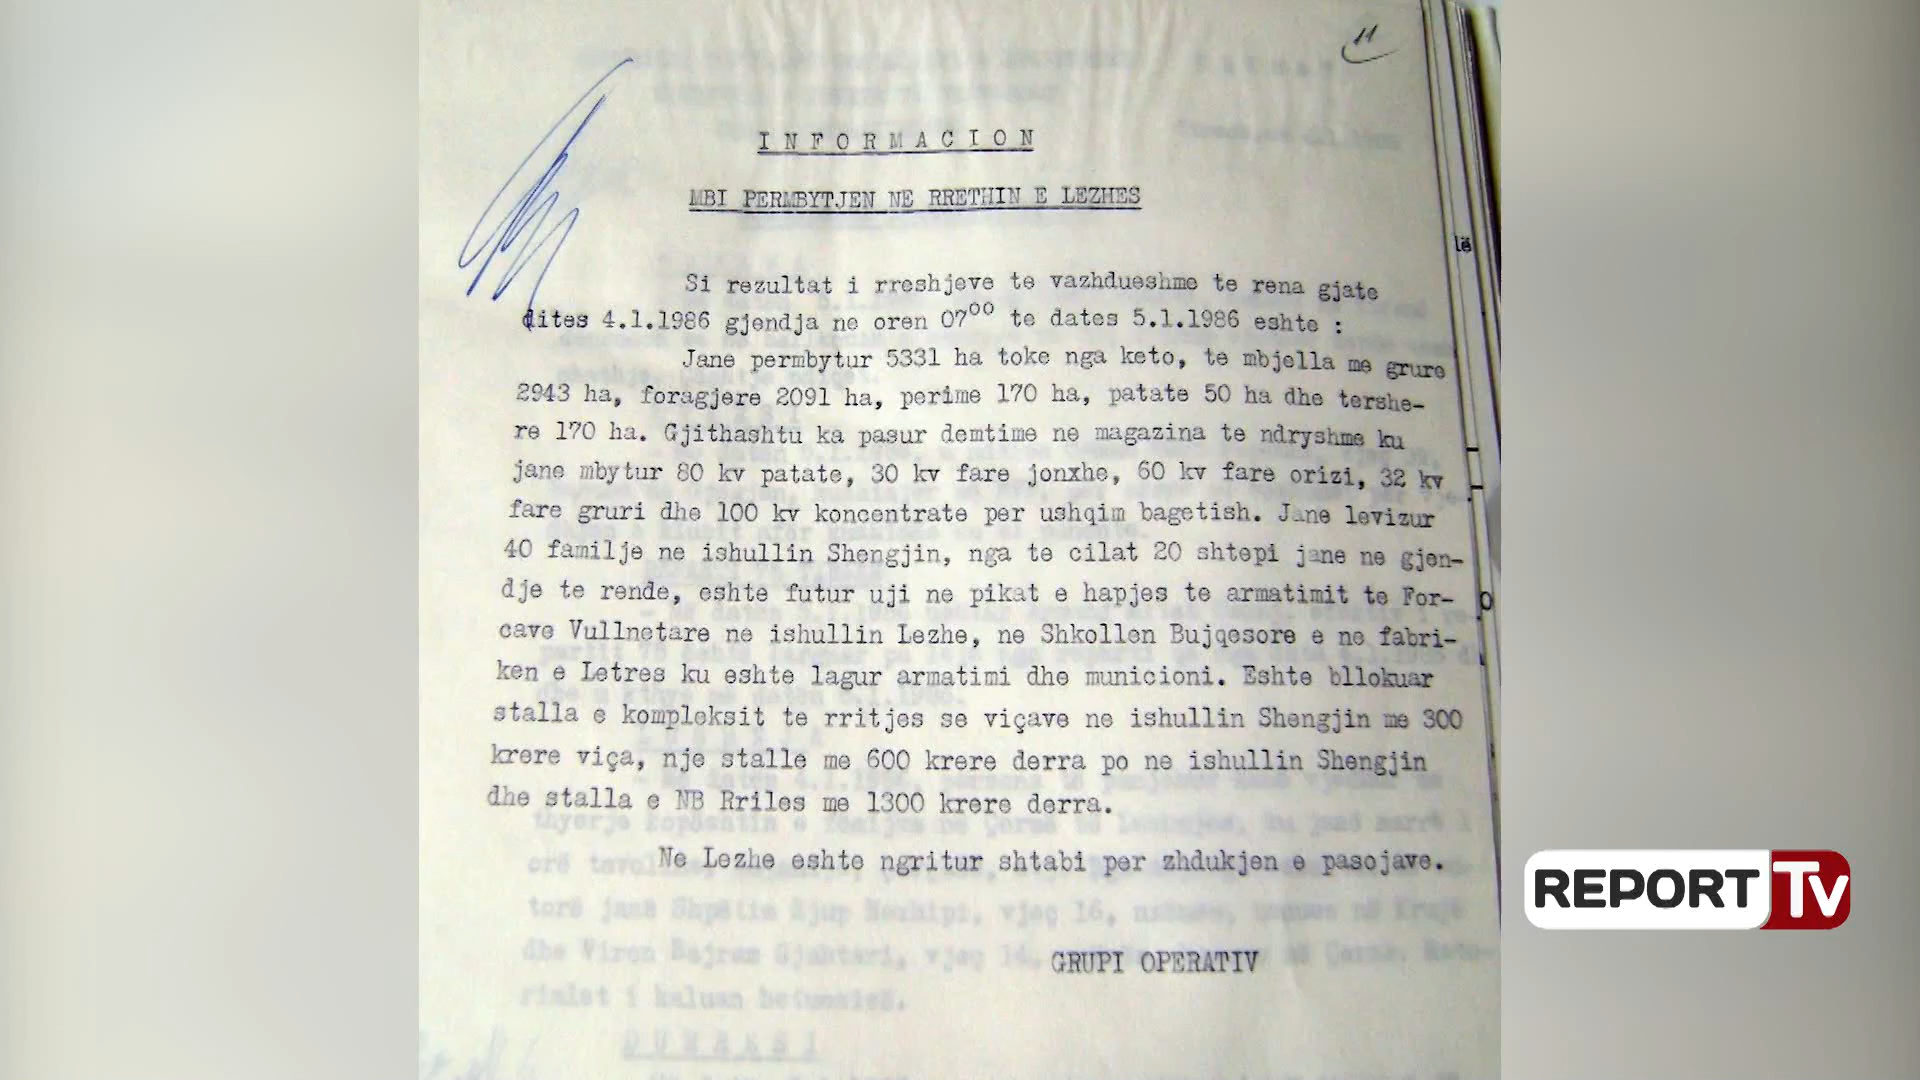 11
I N F O R M A C I O N
MBI PERMBYTJEN NE RRETHIN E LEZHES
Si rezultat i rreshjeve te vazhdueshme te rena gjate
dites 4.1.1986 gjendja ne oren 07⁰⁰ te dates 5.1.1986 eshte :
Jane permbytur 5331 ha toke nga keto, te mbjella me grure
2943 ha, foragjere 2091 ha, perime 170 ha, patate 50 ha dhe tershe-
re 170 ha. Gjithashtu ka pasur demtime ne magazina te ndryshme ku
jane mbytur 80 kv patate, 30 kv fare jonxhe, 60 kv fare orizi, 32 kv
fare gruri dhe 100 kv koncentrate per ushqim bagetish. Jane levizur
40 familje ne ishullin Shengjin, nga te cilat 20 shtepi jane ne gjen-
dje te rende, eshte futur uji ne pikat e hapjes te armatimit te For-
cave Vullnetare ne ishullin Lezhe, ne Shkollen Bujqesore e ne fabri-
ken e Letres ku eshte lagur armatimi dhe municioni. Eshte bllokuar
stalla e kompleksit te rritjes se viçave ne ishullin Shengjin me 300
krere viça, nje stalle me 600 krere derra po ne ishullin Shengjin
dhe stalla e NB Rriles me 1300 krere derra.
Ne Lezhe eshte ngritur shtabi per zhdukjen e pasojave.
GRUPI OPERATIV
lë
REPORT TV